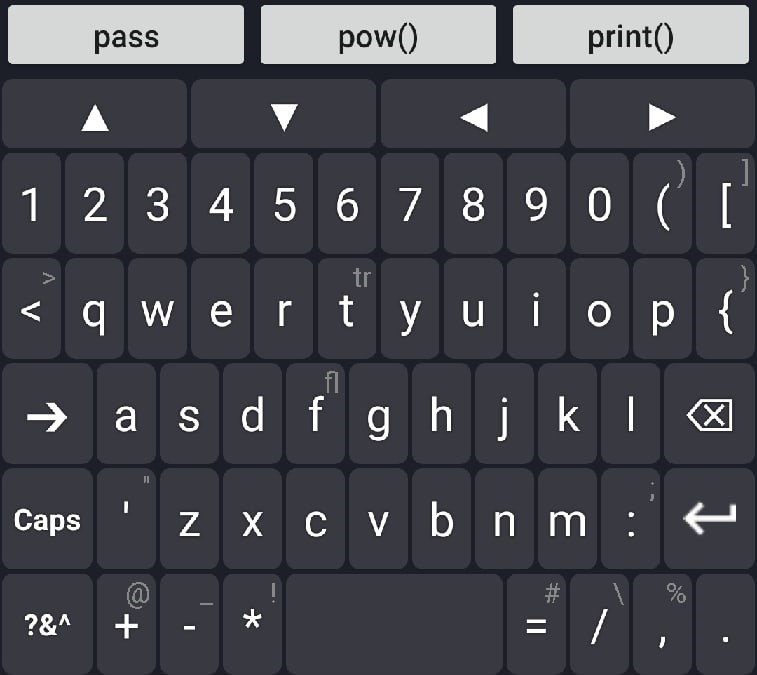 pass pow() print()
▲ ▼ ◀ ▶
1 2 3 4 5 6 7 8 9 0 ( ) [ ]
< > q w e r t tr y u i o p { }
→ a s d f fl g h j k l ⌫
Caps ' " z x c v b n m : ; ↵
?&^ + @ - _ * ! = # / \ , % .